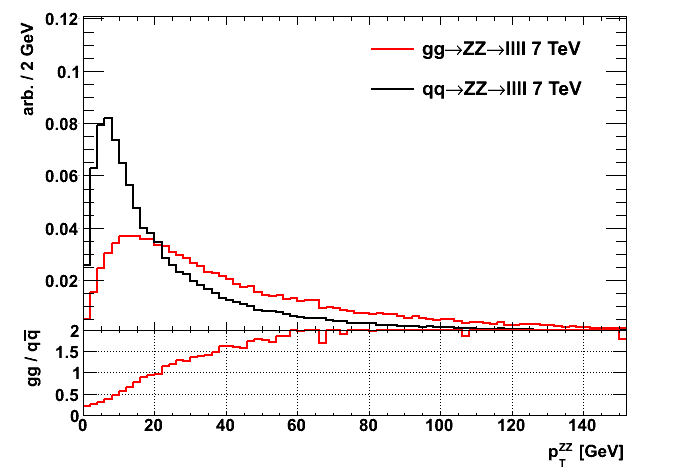 0.12
0.1
0.08
0.06
0.04
0.02
arb. / 2 GeV
gg→ZZ→llll 7 TeV
qq→ZZ→llll 7 TeV
2
1.5
1
0.5
0
gg / qq̅
0 20 40 60 80 100 120 140
p_T^ZZ [GeV]